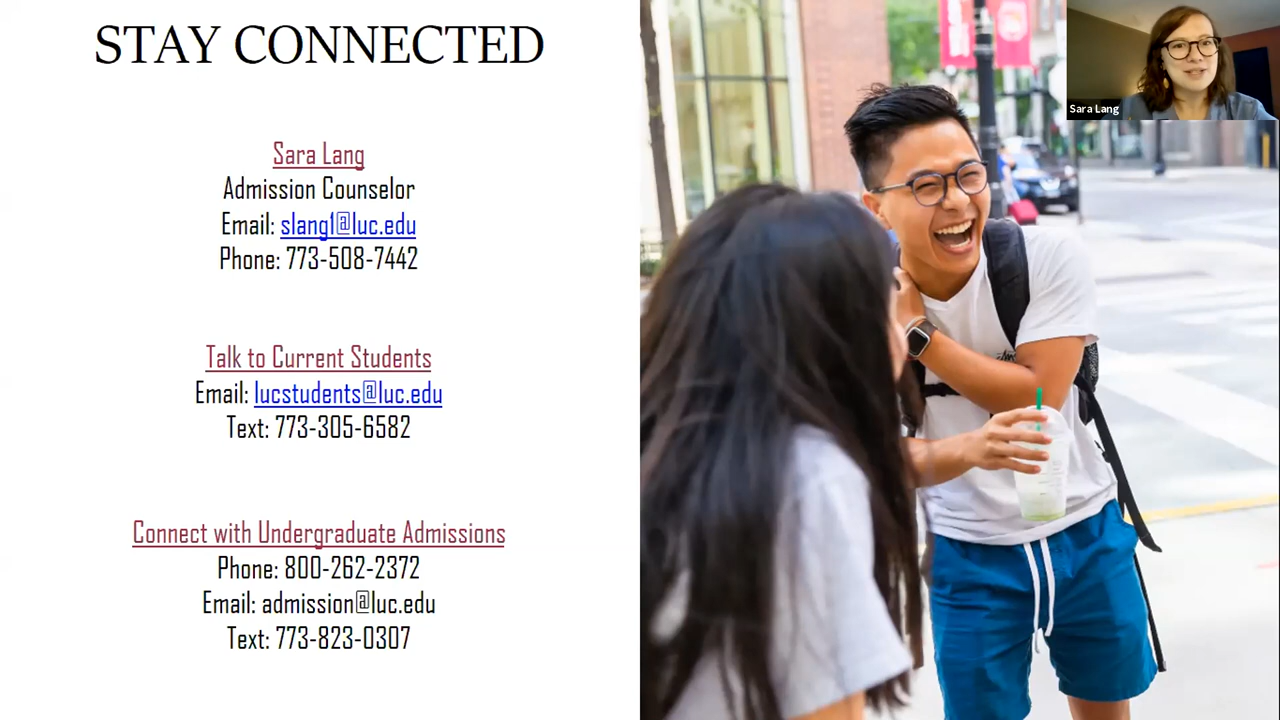 STAY CONNECTED
Sara Lang
Admission Counselor
Email: slang1@luc.edu
Phone: 773-508-7442
Talk to Current Students
Email: lucstudents@luc.edu
Text: 773-305-6582
Connect with Undergraduate Admissions
Phone: 800-262-2372
Email: admission@luc.edu
Text: 773-823-0307
Sara Lang